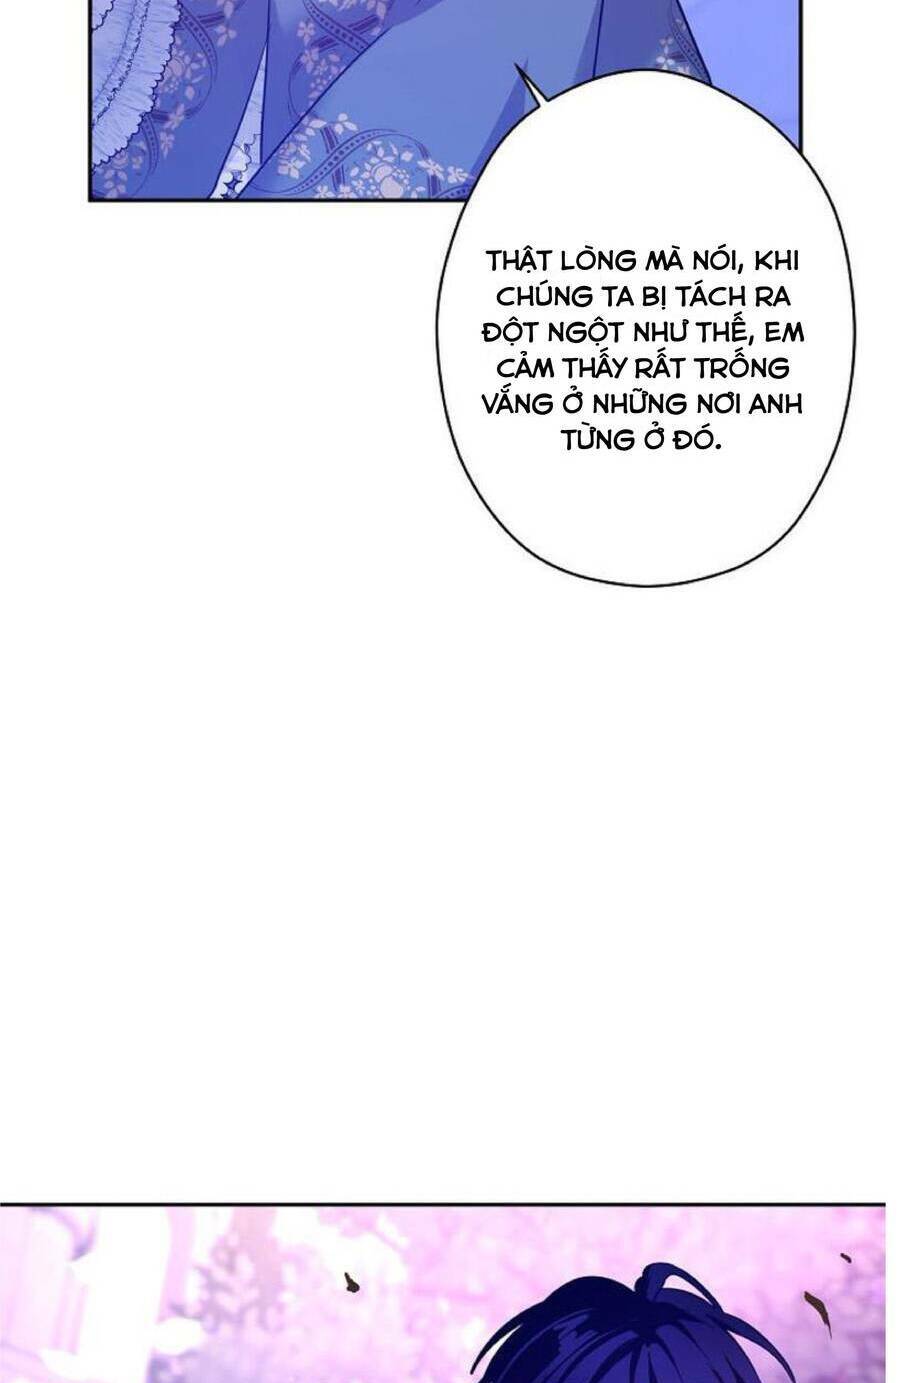 THẬT LÒNG MÀ NÓI, KHI
CHÚNG TA BỊ TÁCH RA
ĐỘT NGỘT NHƯ THẾ, EM
CẢM THẤY RẤT TRỐNG
VẮNG Ở NHỮNG NƠI ANH
TỪNG Ở ĐÓ.